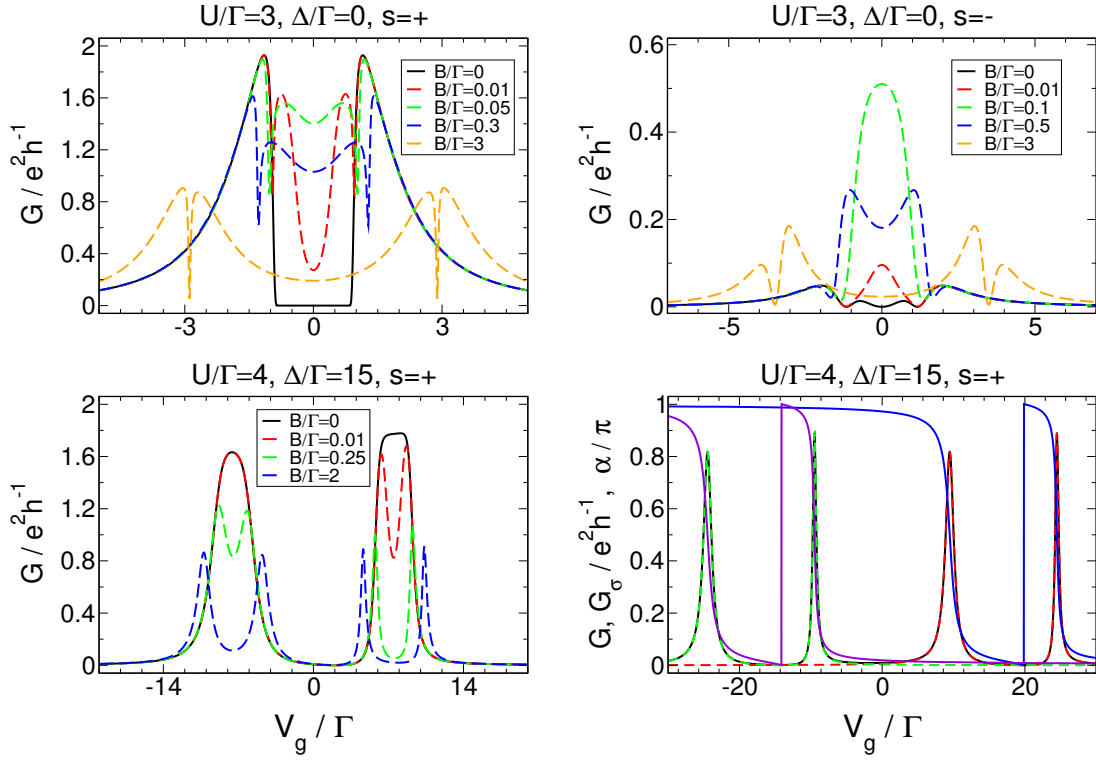 U/Γ=3, Δ/Γ=0, s=+
G / e²h⁻¹
2
1.6
1.2
0.8
0.4
0
-3
0
3
B/Γ=0
B/Γ=0.01
B/Γ=0.05
B/Γ=0.3
B/Γ=3
U/Γ=3, Δ/Γ=0, s=-
G / e²h⁻¹
0.6
0.4
0.2
0
-5
0
5
B/Γ=0
B/Γ=0.01
B/Γ=0.1
B/Γ=0.5
B/Γ=3
U/Γ=4, Δ/Γ=15, s=+
G / e²h⁻¹
2
1.6
1.2
0.8
0.4
0
-14
0
14
V_g / Γ
B/Γ=0
B/Γ=0.01
B/Γ=0.25
B/Γ=2
U/Γ=4, Δ/Γ=15, s=+
G, G_σ / e²h⁻¹, α/π
1
0.8
0.6
0.4
0.2
0
-20
0
20
V_g / Γ